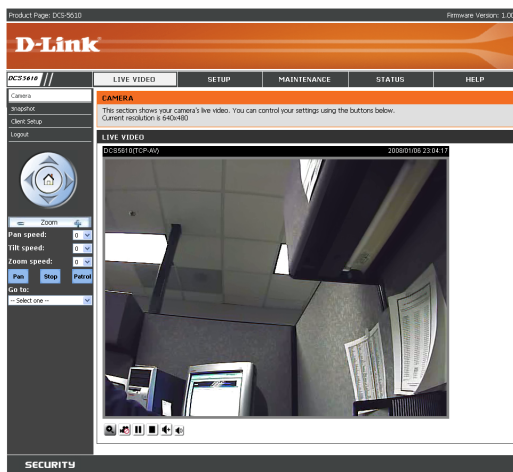 Product Page: DCS-5610
Firmware Version: 1.00
D-Link
DCS5610
LIVE VIDEO
SETUP
MAINTENANCE
STATUS
HELP
Camera
Snapshot
Client Setup
Logout
Zoom
Pan speed:
0
Tilt speed:
0
Zoom speed:
0
Pan
Stop
Patrol
Go to:
-- Select one --
CAMERA
This section shows your camera's live video. You can control your settings using the buttons below.
Current resolution is 640x480
LIVE VIDEO
DCS5610(TCP-AV)
2008/01/06 23:04:17
SECURITY